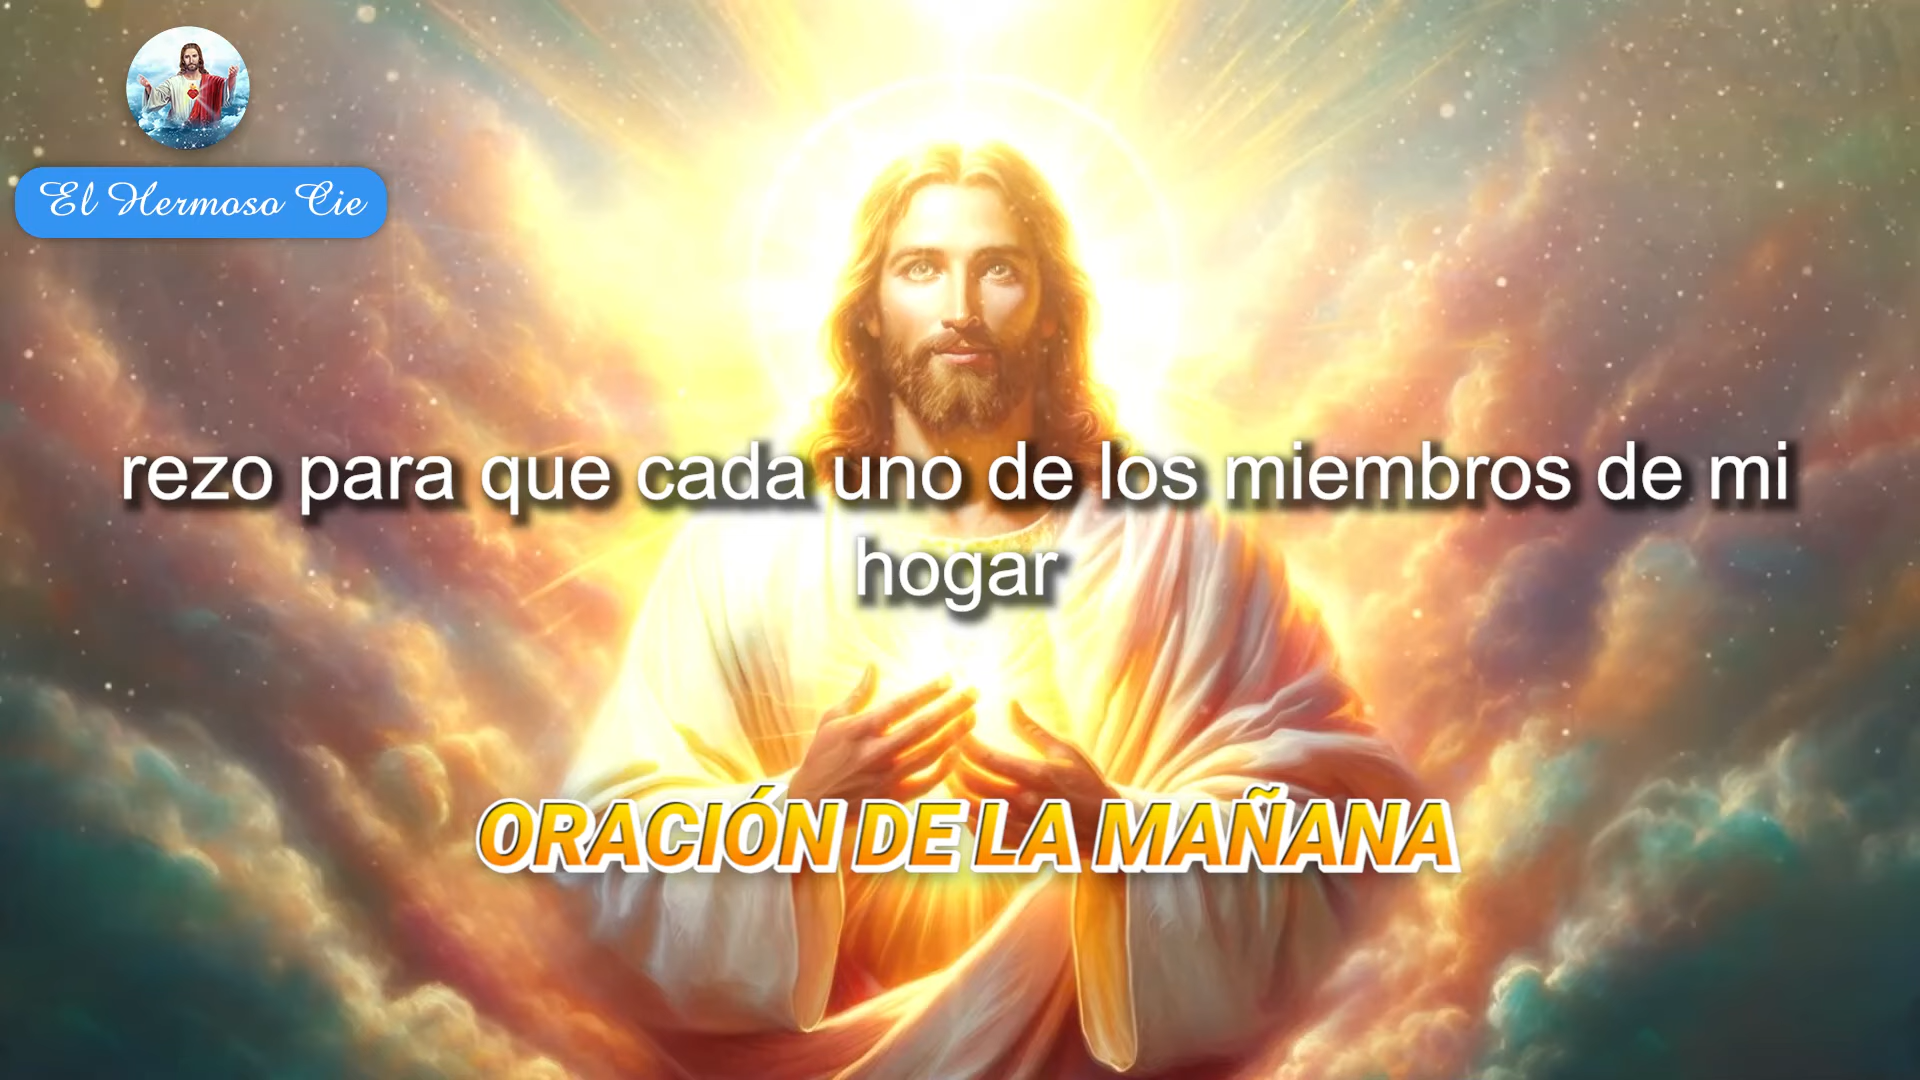 El Hermoso Cie
rezo para que cada uno de los miembros de mi
hogar
ORACIÓN DE LA MAÑANA